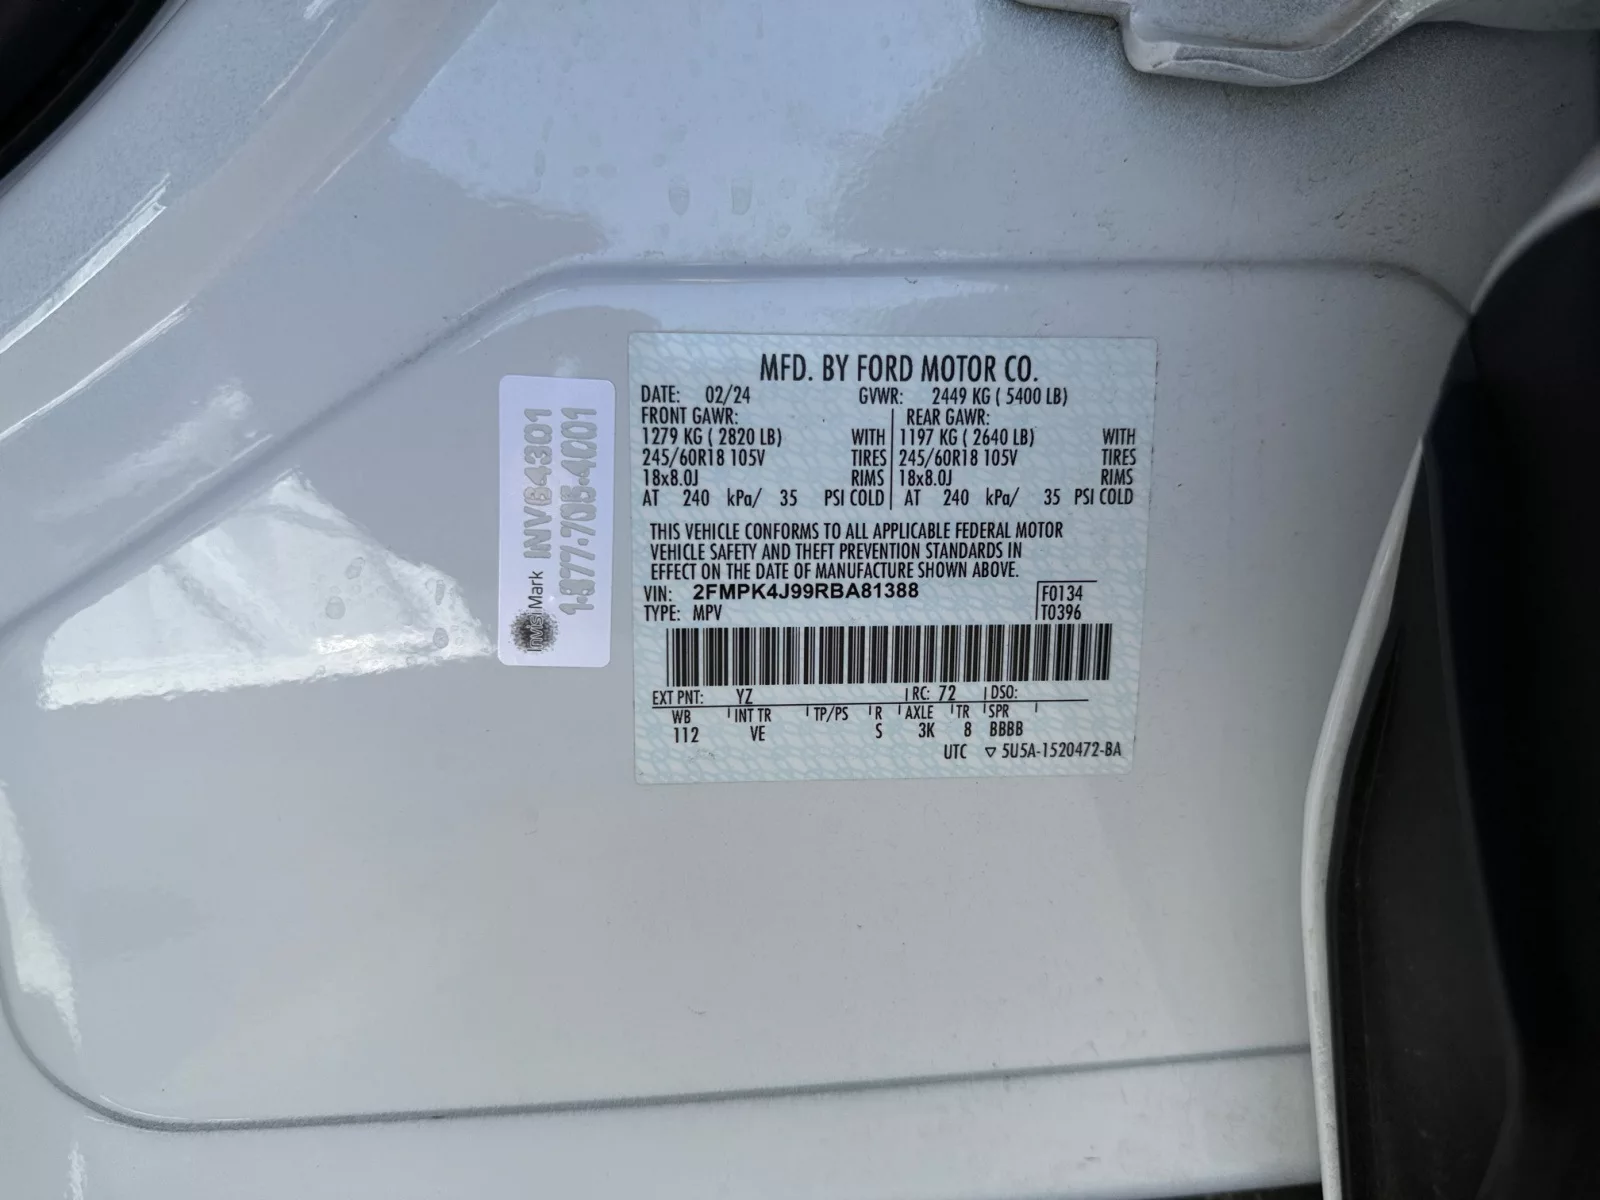 MFD. BY FORD MOTOR CO.
DATE: 02/24 GVWR: 2449 KG ( 5400 LB)
FRONT GAWR: REAR GAWR:
1279 KG ( 2820 LB) WITH 1197 KG ( 2640 LB) WITH
245/60R18 105V TIRES 245/60R18 105V TIRES
18x8.0J RIMS 18x8.0J RIMS
AT 240 kPa/ 35 PSI COLD AT 240 kPa/ 35 PSI COLD
THIS VEHICLE CONFORMS TO ALL APPLICABLE FEDERAL MOTOR
VEHICLE SAFETY AND THEFT PREVENTION STANDARDS IN
EFFECT ON THE DATE OF MANUFACTURE SHOWN ABOVE.
VIN: 2FMPK4J99RBA81388 F0134
TYPE: MPV T0396
EXT PNT: YZ RC: 72 DSO:
WB INT TR TP/PS R AXLE TR SPR
112 VE S 3K 8 BBBB
UTC ▽ 5U5A-1520472-BA
InvisiMark INV64301
1·877·705·4001